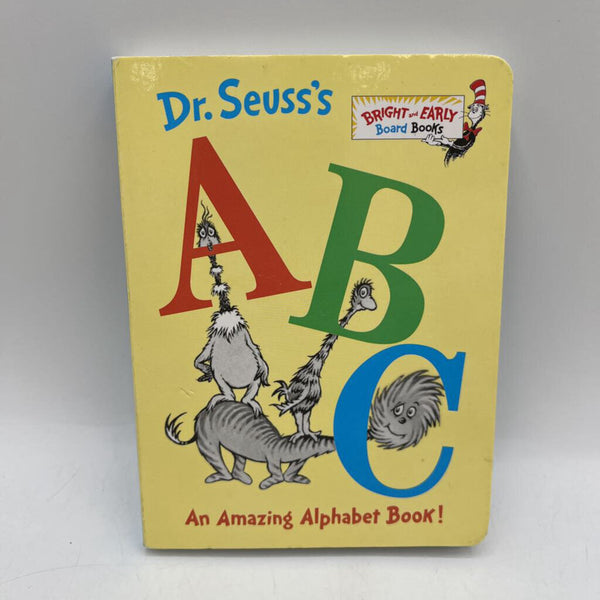 Dr. Seuss's
BRIGHT and EARLY
Board Books
A
B
C
An Amazing Alphabet Book!